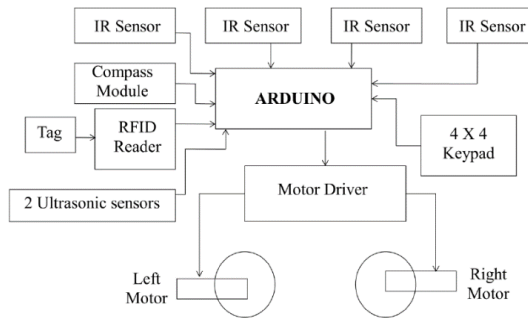 IR Sensor
IR Sensor
IR Sensor
IR Sensor
Compass
Module
ARDUINO
Tag
RFID
Reader
4 X 4
Keypad
2 Ultrasonic sensors
Motor Driver
Left
Motor
Right
Motor